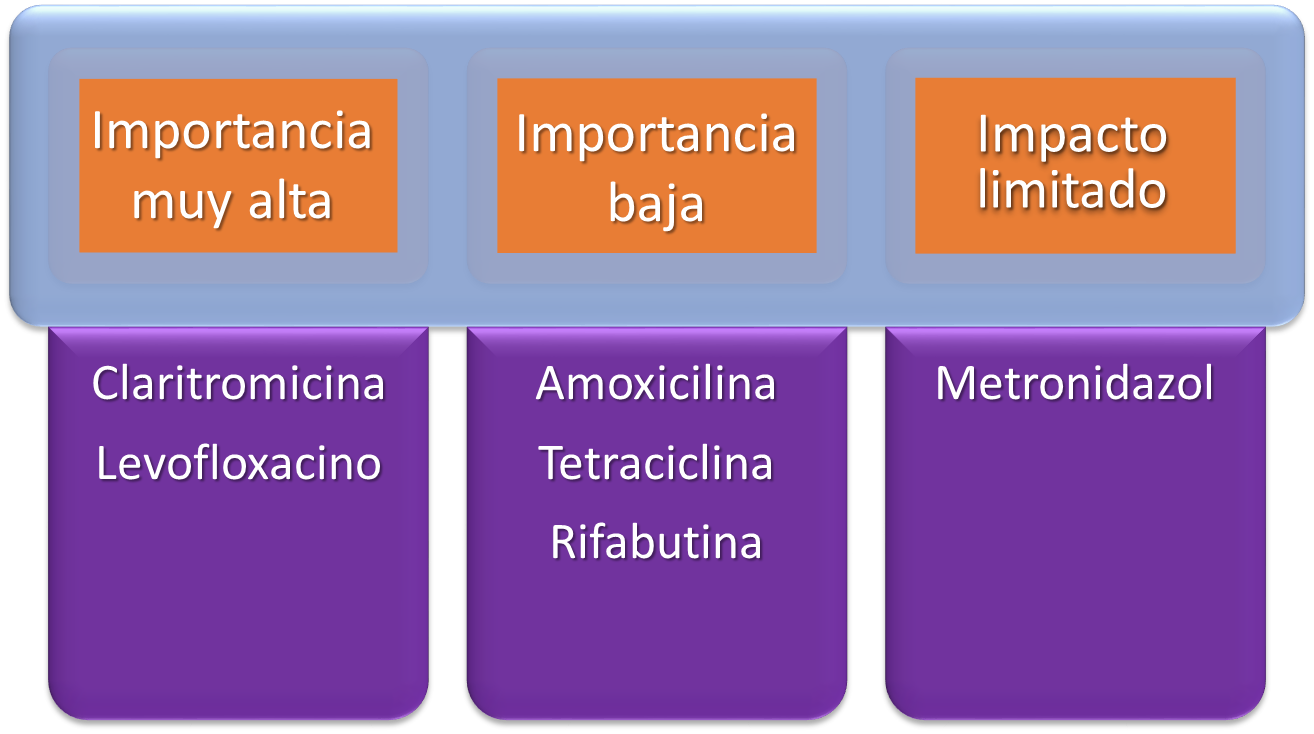 Importancia
muy alta
Importancia
baja
Impacto
limitado
Claritromicina
Levofloxacino
Amoxicilina
Tetraciclina
Rifabutina
Metronidazol